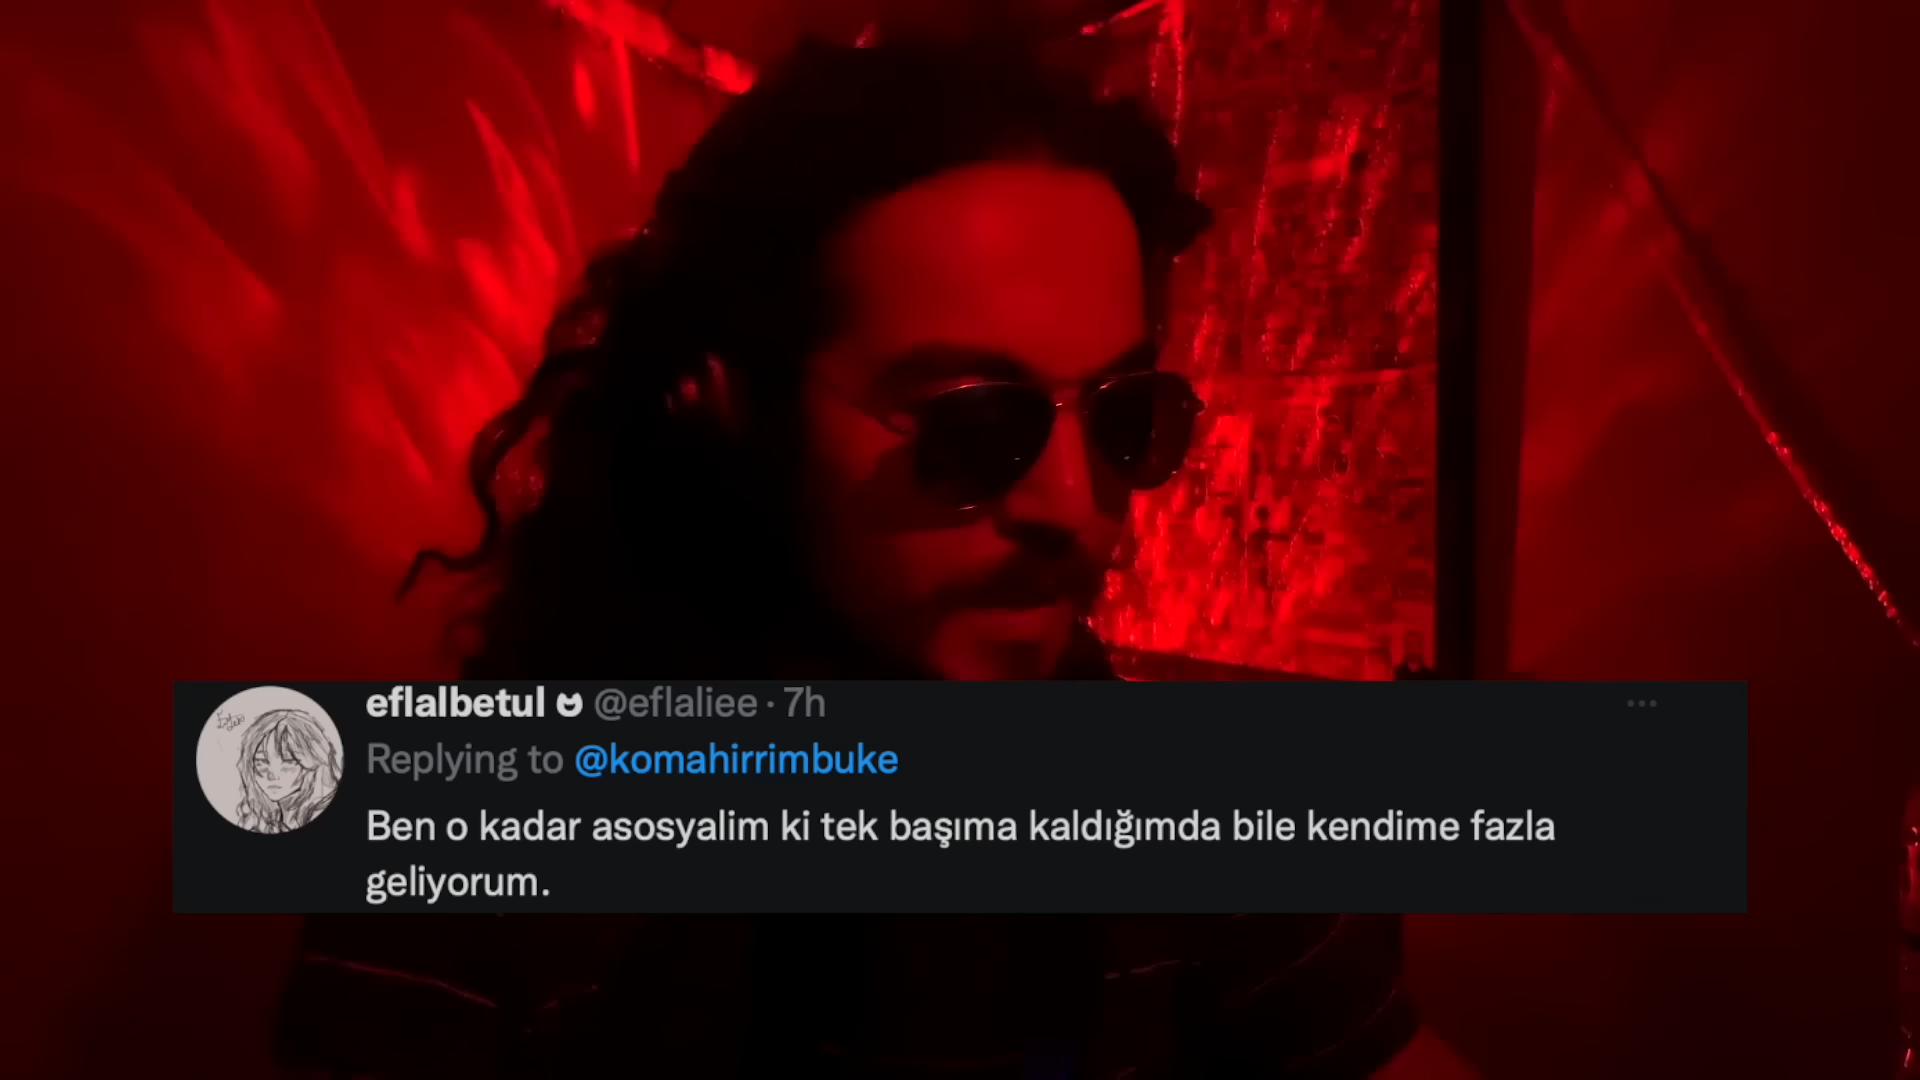 eflalbetul @eflaliee · 7h
Replying to @komahirrimbuke
Ben o kadar asosyalim ki tek başıma kaldığımda bile kendime fazla
geliyorum.